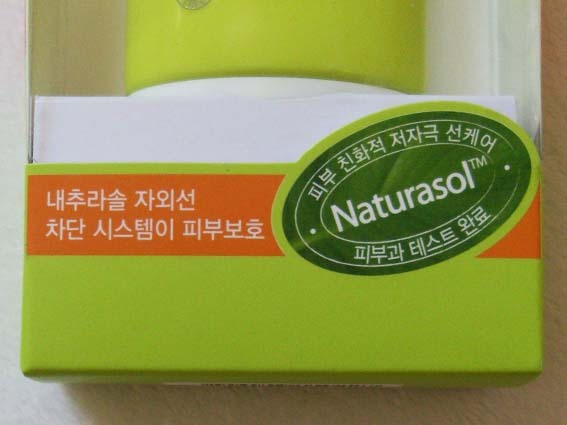 내추라솔 자외선
차단 시스템이 피부보호
피부 친화적 저자극 선케어
Naturasol™
피부과 테스트 완료